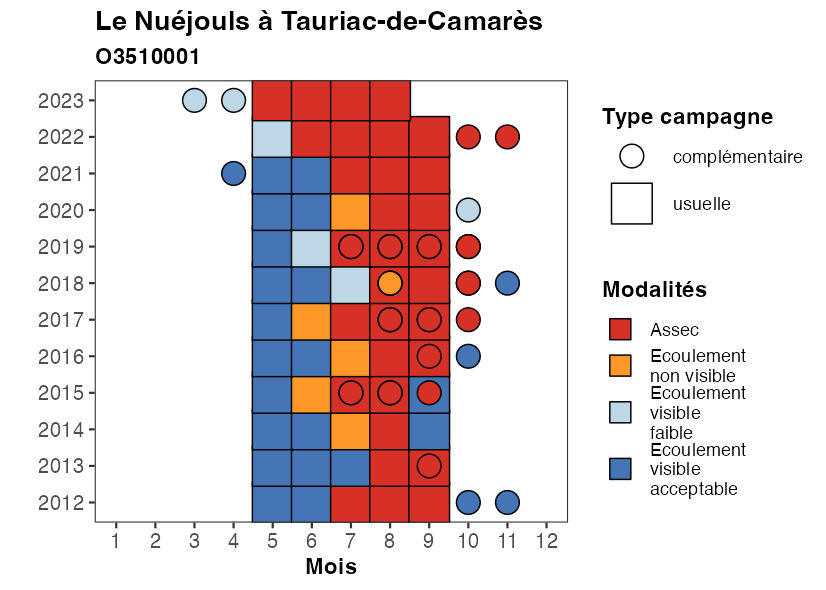 Le Nuéjouls à Tauriac-de-Camarès
O3510001
2023
2022
2021
2020
2019
2018
2017
2016
2015
2014
2013
2012
1 2 3 4 5 6 7 8 9 10 11 12
Mois
Type campagne
complémentaire
usuelle
Modalités
Assec
Ecoulement
non visible
Ecoulement
visible
faible
Ecoulement
visible
acceptable